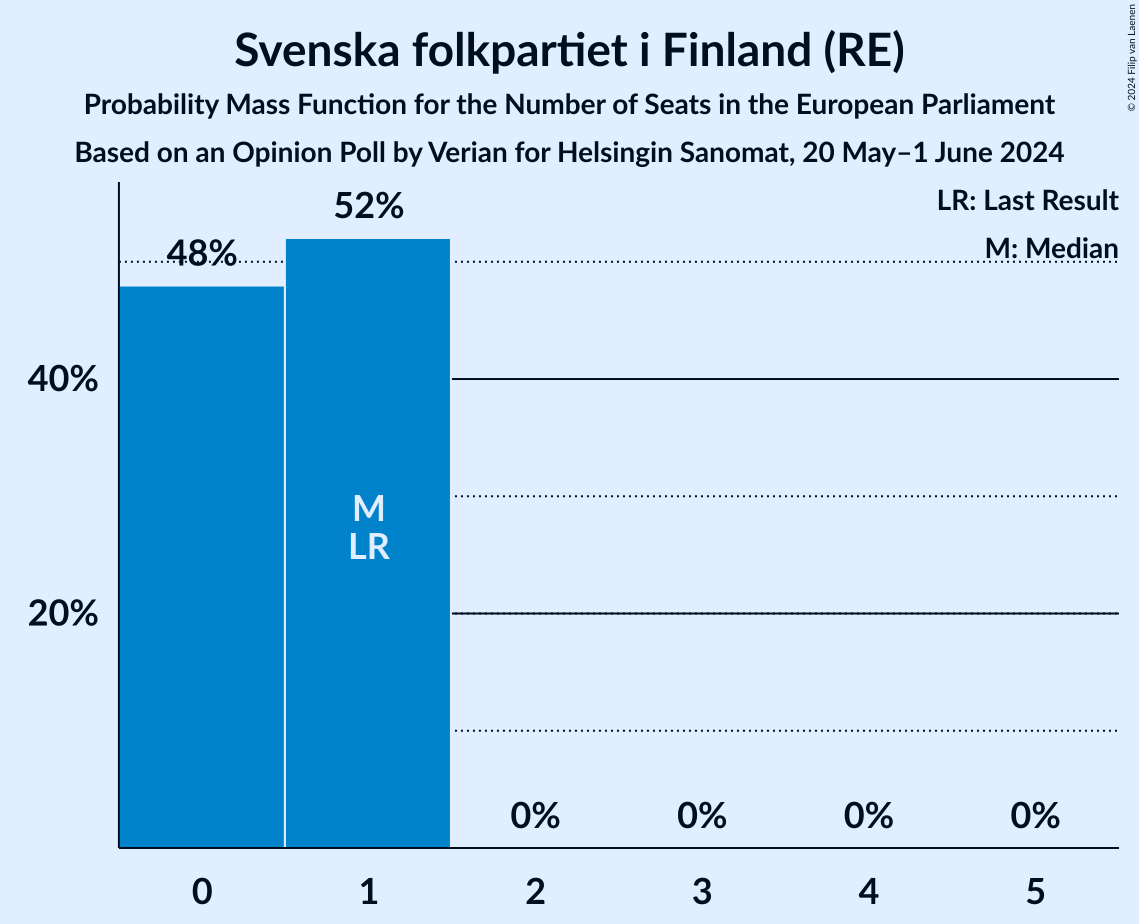 Svenska folkpartiet i Finland (RE)
Probability Mass Function for the Number of Seats in the European Parliament
Based on an Opinion Poll by Verian for Helsingin Sanomat, 20 May–1 June 2024
© 2024 Filip van Laenen
LR: Last Result
M: Median
52%
48%
40%
20%
M
LR
0%
0%
0%
0%
0
1
2
3
4
5